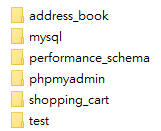 address_book
mysql
performance_schema
phpmyadmin
shopping_cart
test